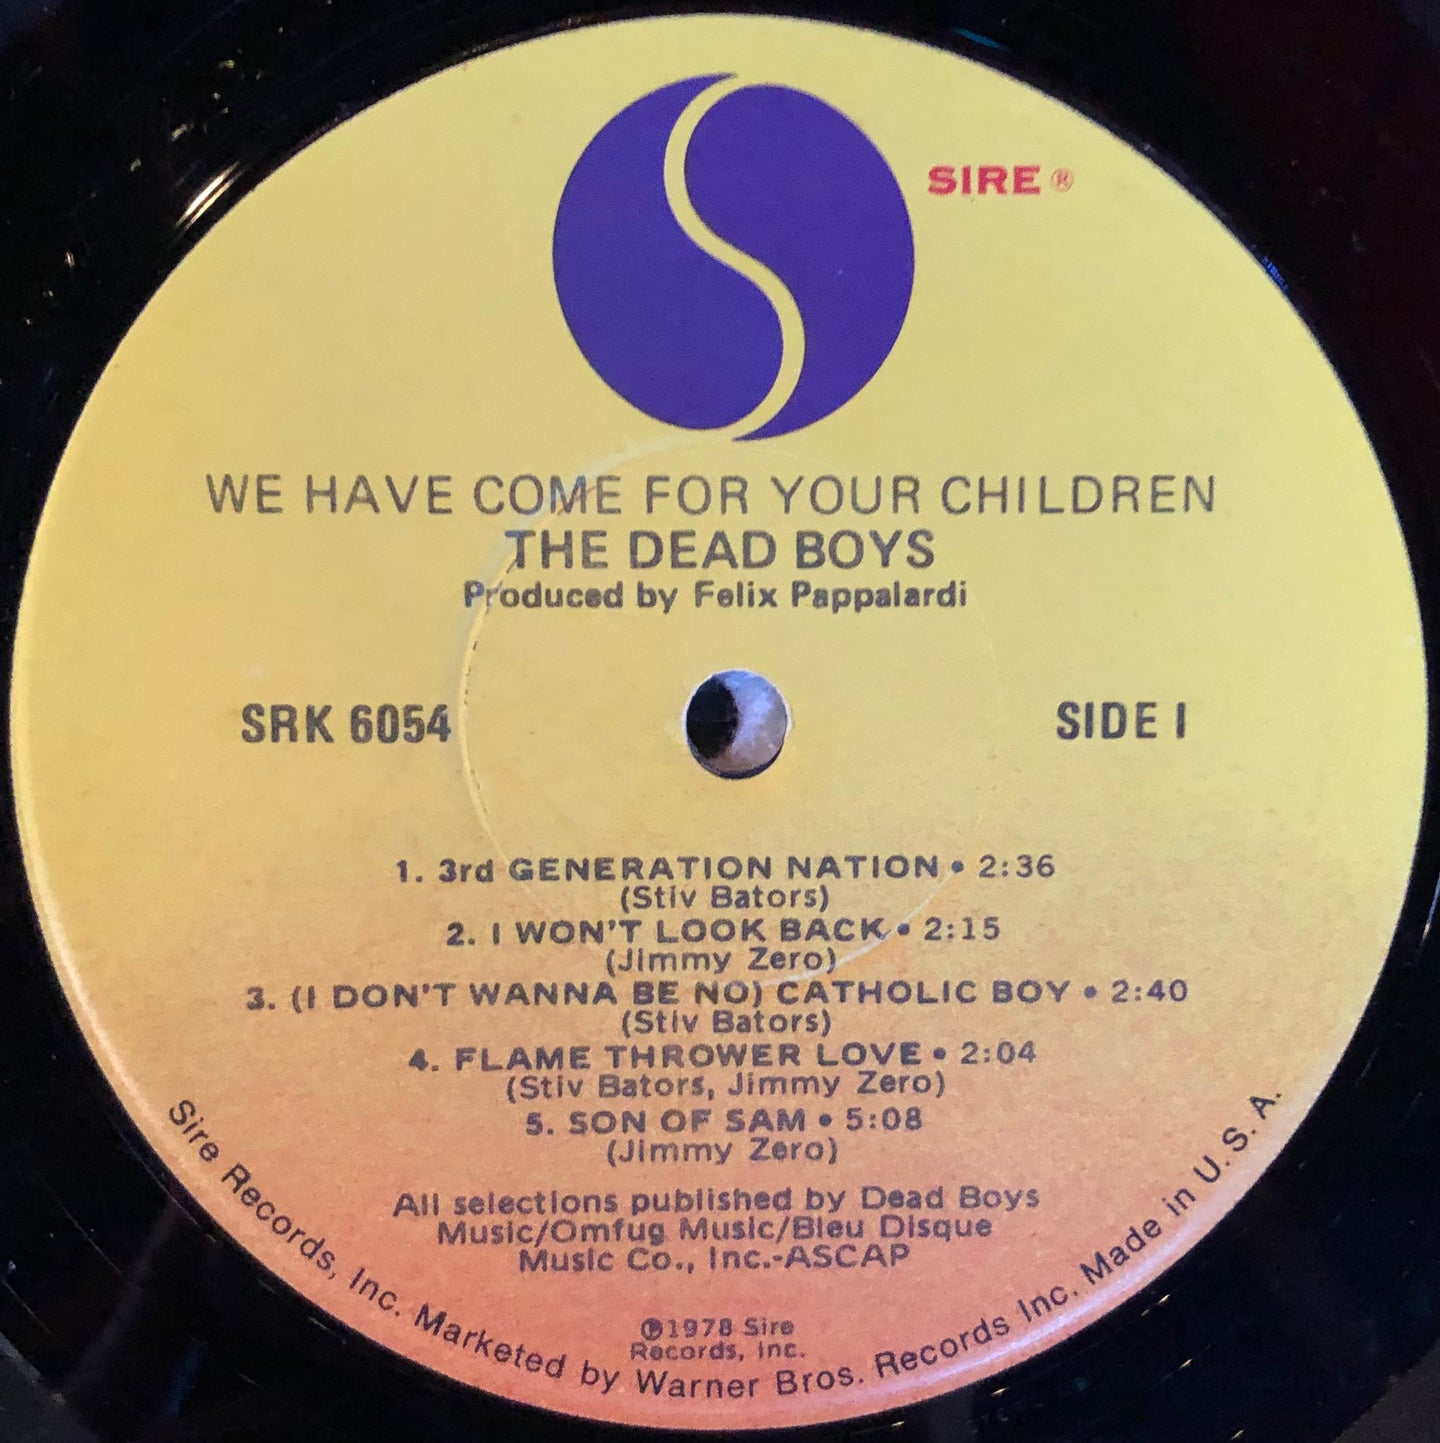 SIRE ®
WE HAVE COME FOR YOUR CHILDREN
THE DEAD BOYS
Produced by Felix Pappalardi
SRK 6054
SIDE I
1. 3rd GENERATION NATION • 2:36
(Stiv Bators)
2. I WON'T LOOK BACK • 2:15
(Jimmy Zero)
3. (I DON'T WANNA BE NO) CATHOLIC BOY • 2:40
(Stiv Bators)
4. FLAME THROWER LOVE • 2:04
(Stiv Bators, Jimmy Zero)
5. SON OF SAM • 5:08
(Jimmy Zero)
All selections published by Dead Boys
Music/Omfug Music/Bleu Disque
Music Co., Inc.-ASCAP
℗1978 Sire
Records, Inc.
Sire Records, Inc. Marketed by Warner Bros. Records Inc. Made in U. S. A.